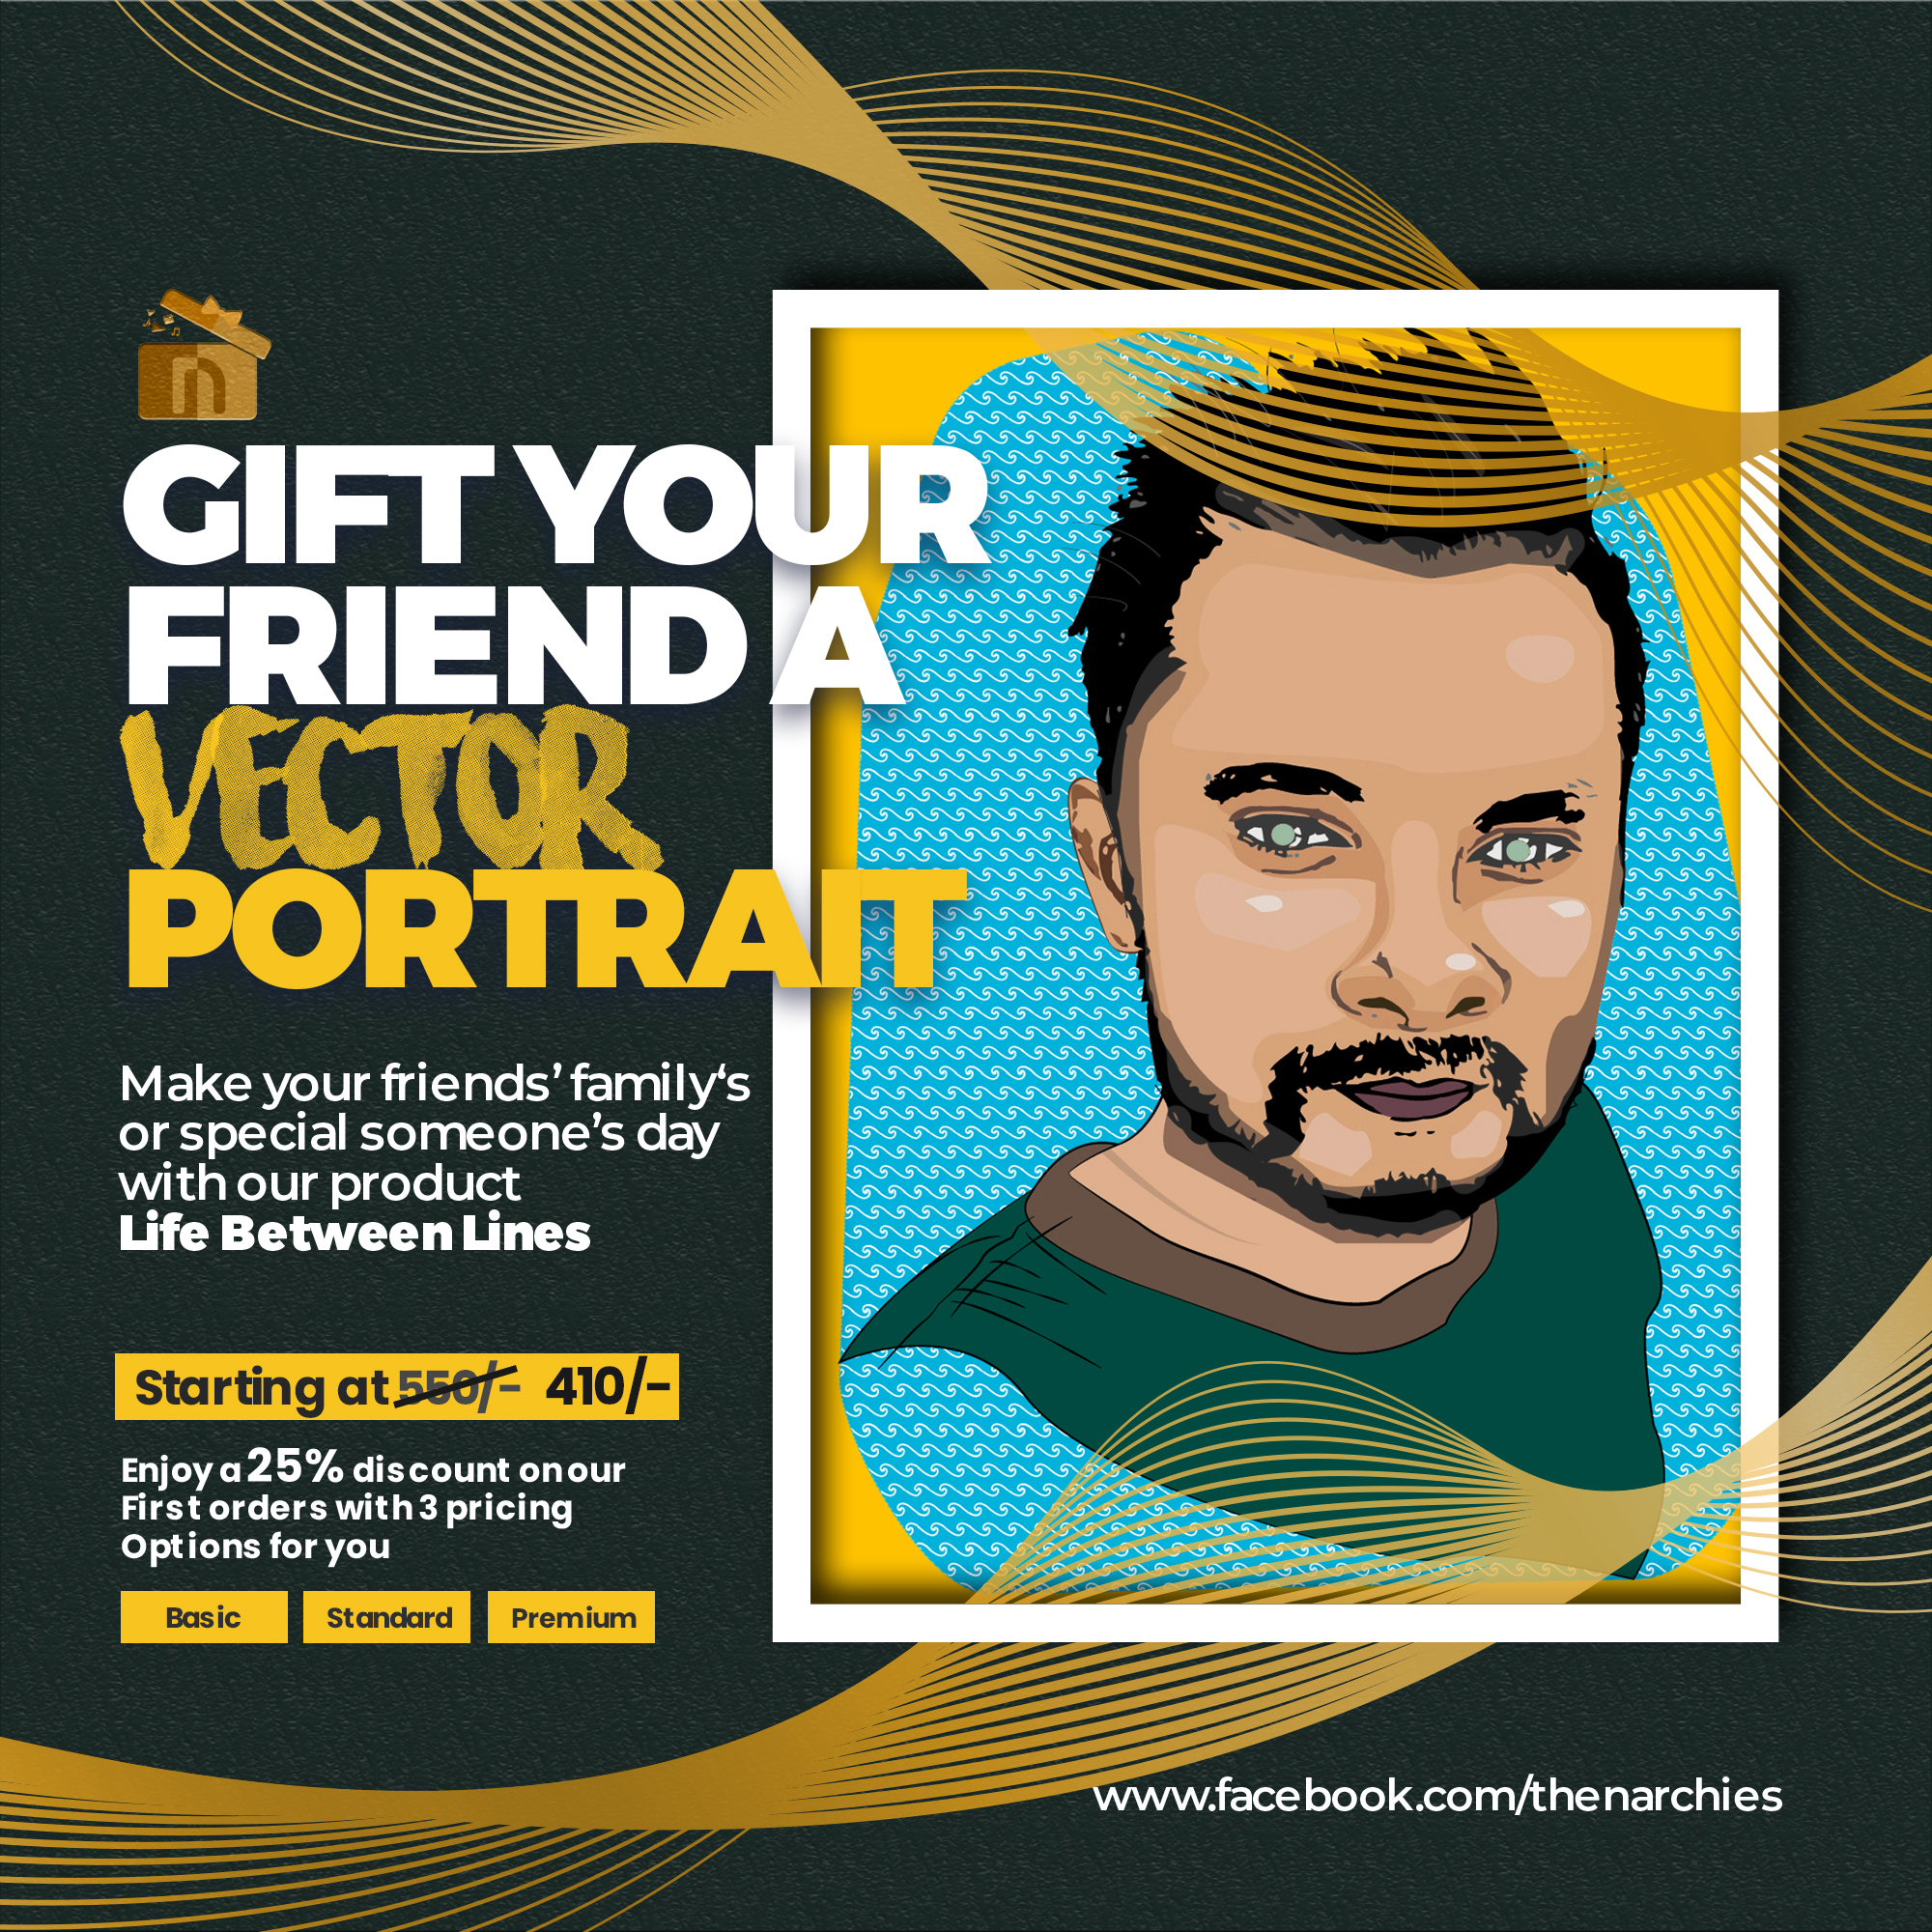 n
GIFT YOUR
FRIEND A
VECTOR
PORTRAIT
Make your friends’ family‘s
or special someone’s day
with our product
Life Between Lines
Starting at 550/- 410/-
Enjoy a 25% discount on our
First orders with 3 pricing
Options for you
Basic Standard Premium
www.facebook.com/thenarchies